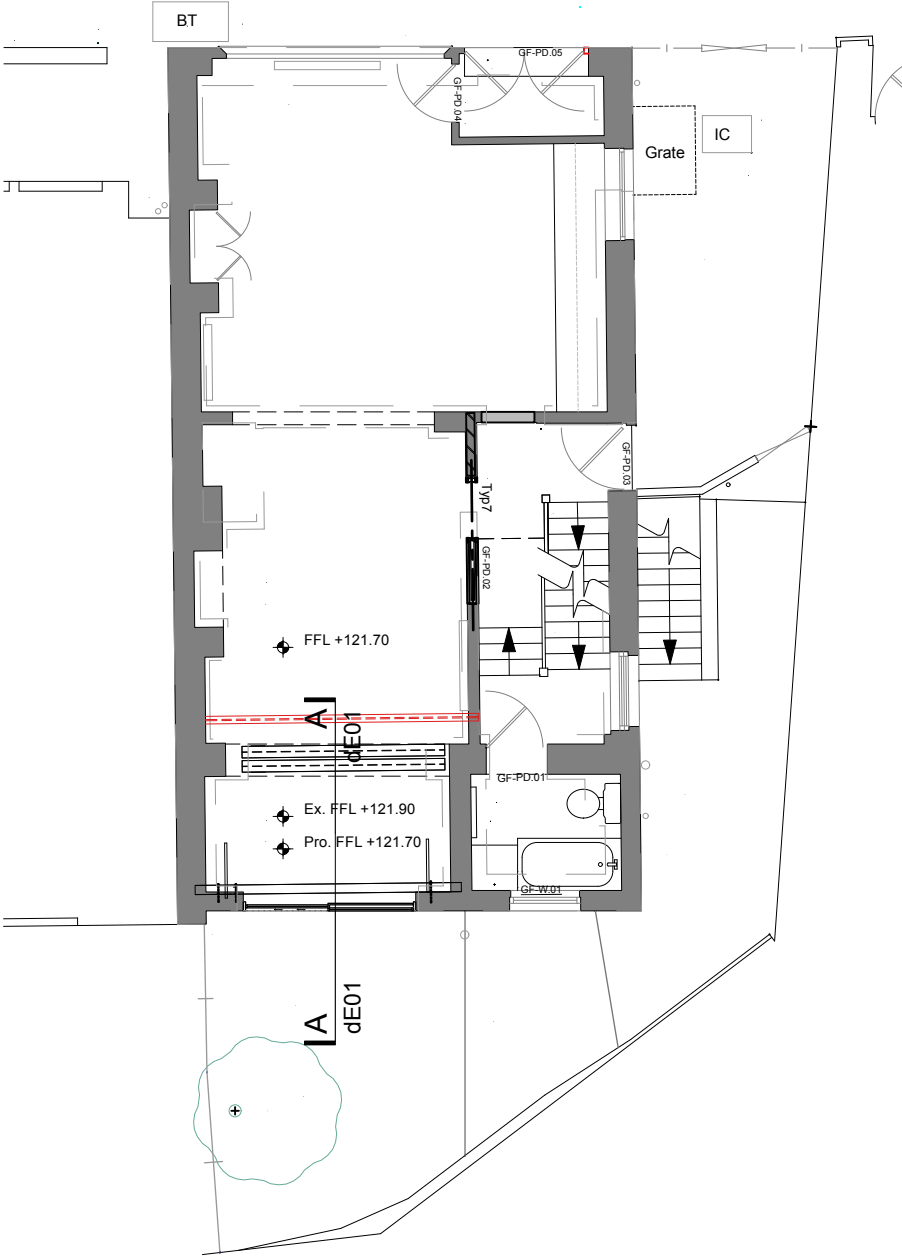 BT
GF-PD.05
GF-PD.04
IC
Grate
GF-PD.03
Typ7
GF-PD.02
FFL +121.70
A
dE01
GF-PD.01
Ex. FFL +121.90
Pro. FFL +121.70
GF-W.01
A
dE01